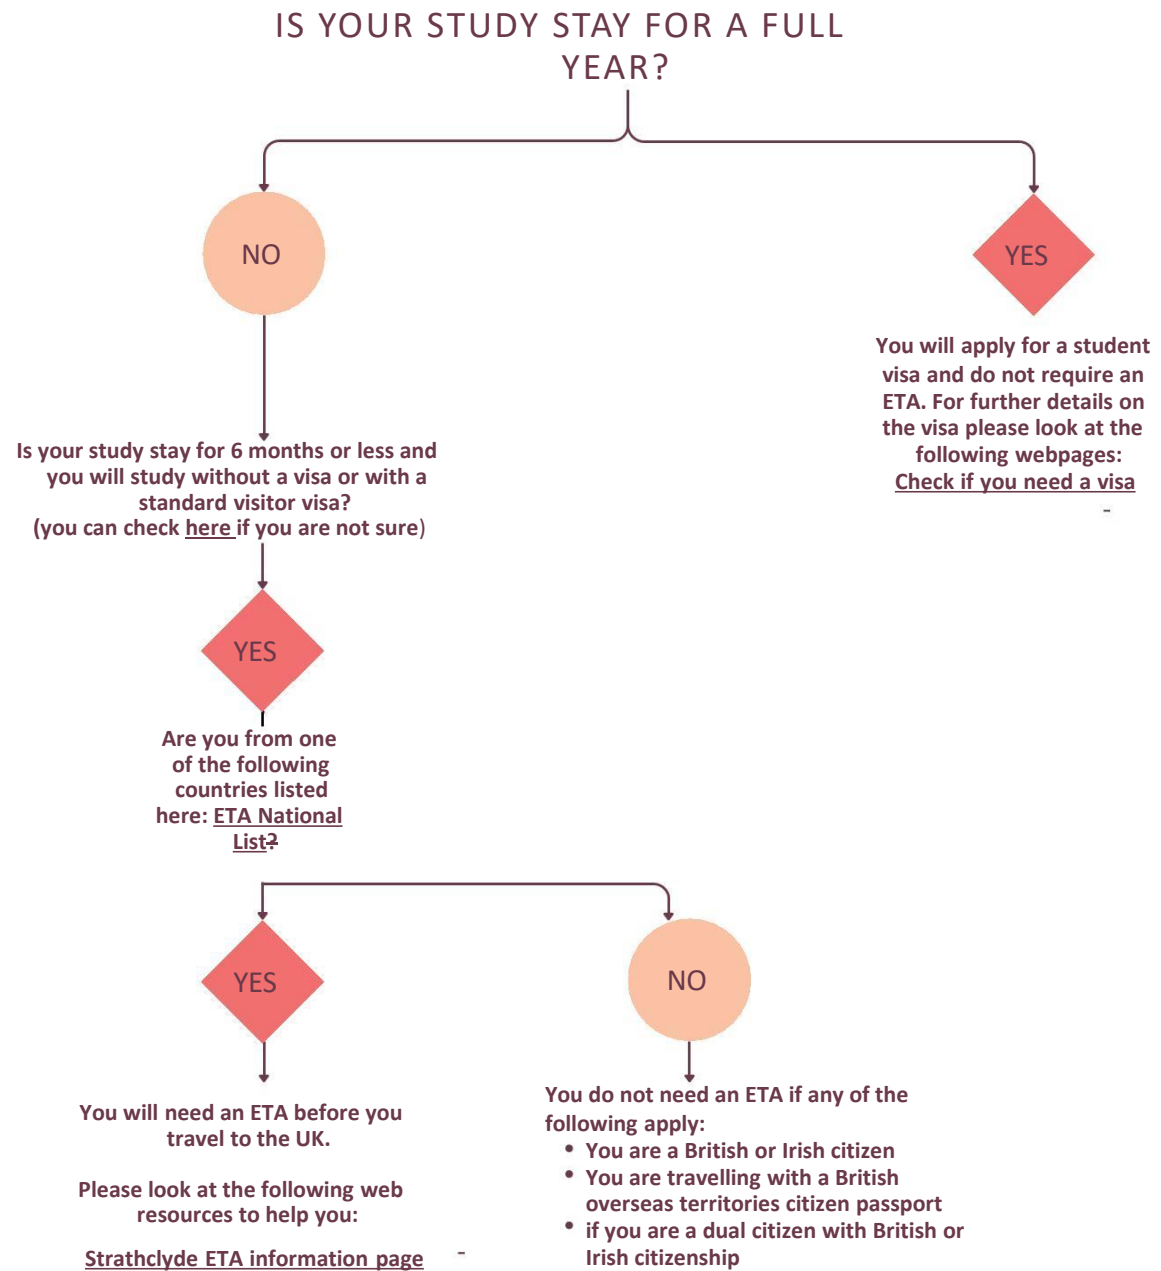 IS YOUR STUDY STAY FOR A FULL
YEAR?
NO
YES
You will apply for a student
visa and do not require an
ETA. For further details on
the visa please look at the
following webpages:
Check if you need a visa
-
Is your study stay for 6 months or less and
you will study without a visa or with a
standard visitor visa?
(you can check here if you are not sure)
YES
Are you from one
of the following
countries listed
here: ETA National
List?
YES
NO
You will need an ETA before you
travel to the UK.
Please look at the following web
resources to help you:
Strathclyde ETA information page -
You do not need an ETA if any of the
following apply:
• You are a British or Irish citizen
• You are travelling with a British
overseas territories citizen passport
• if you are a dual citizen with British or
Irish citizenship